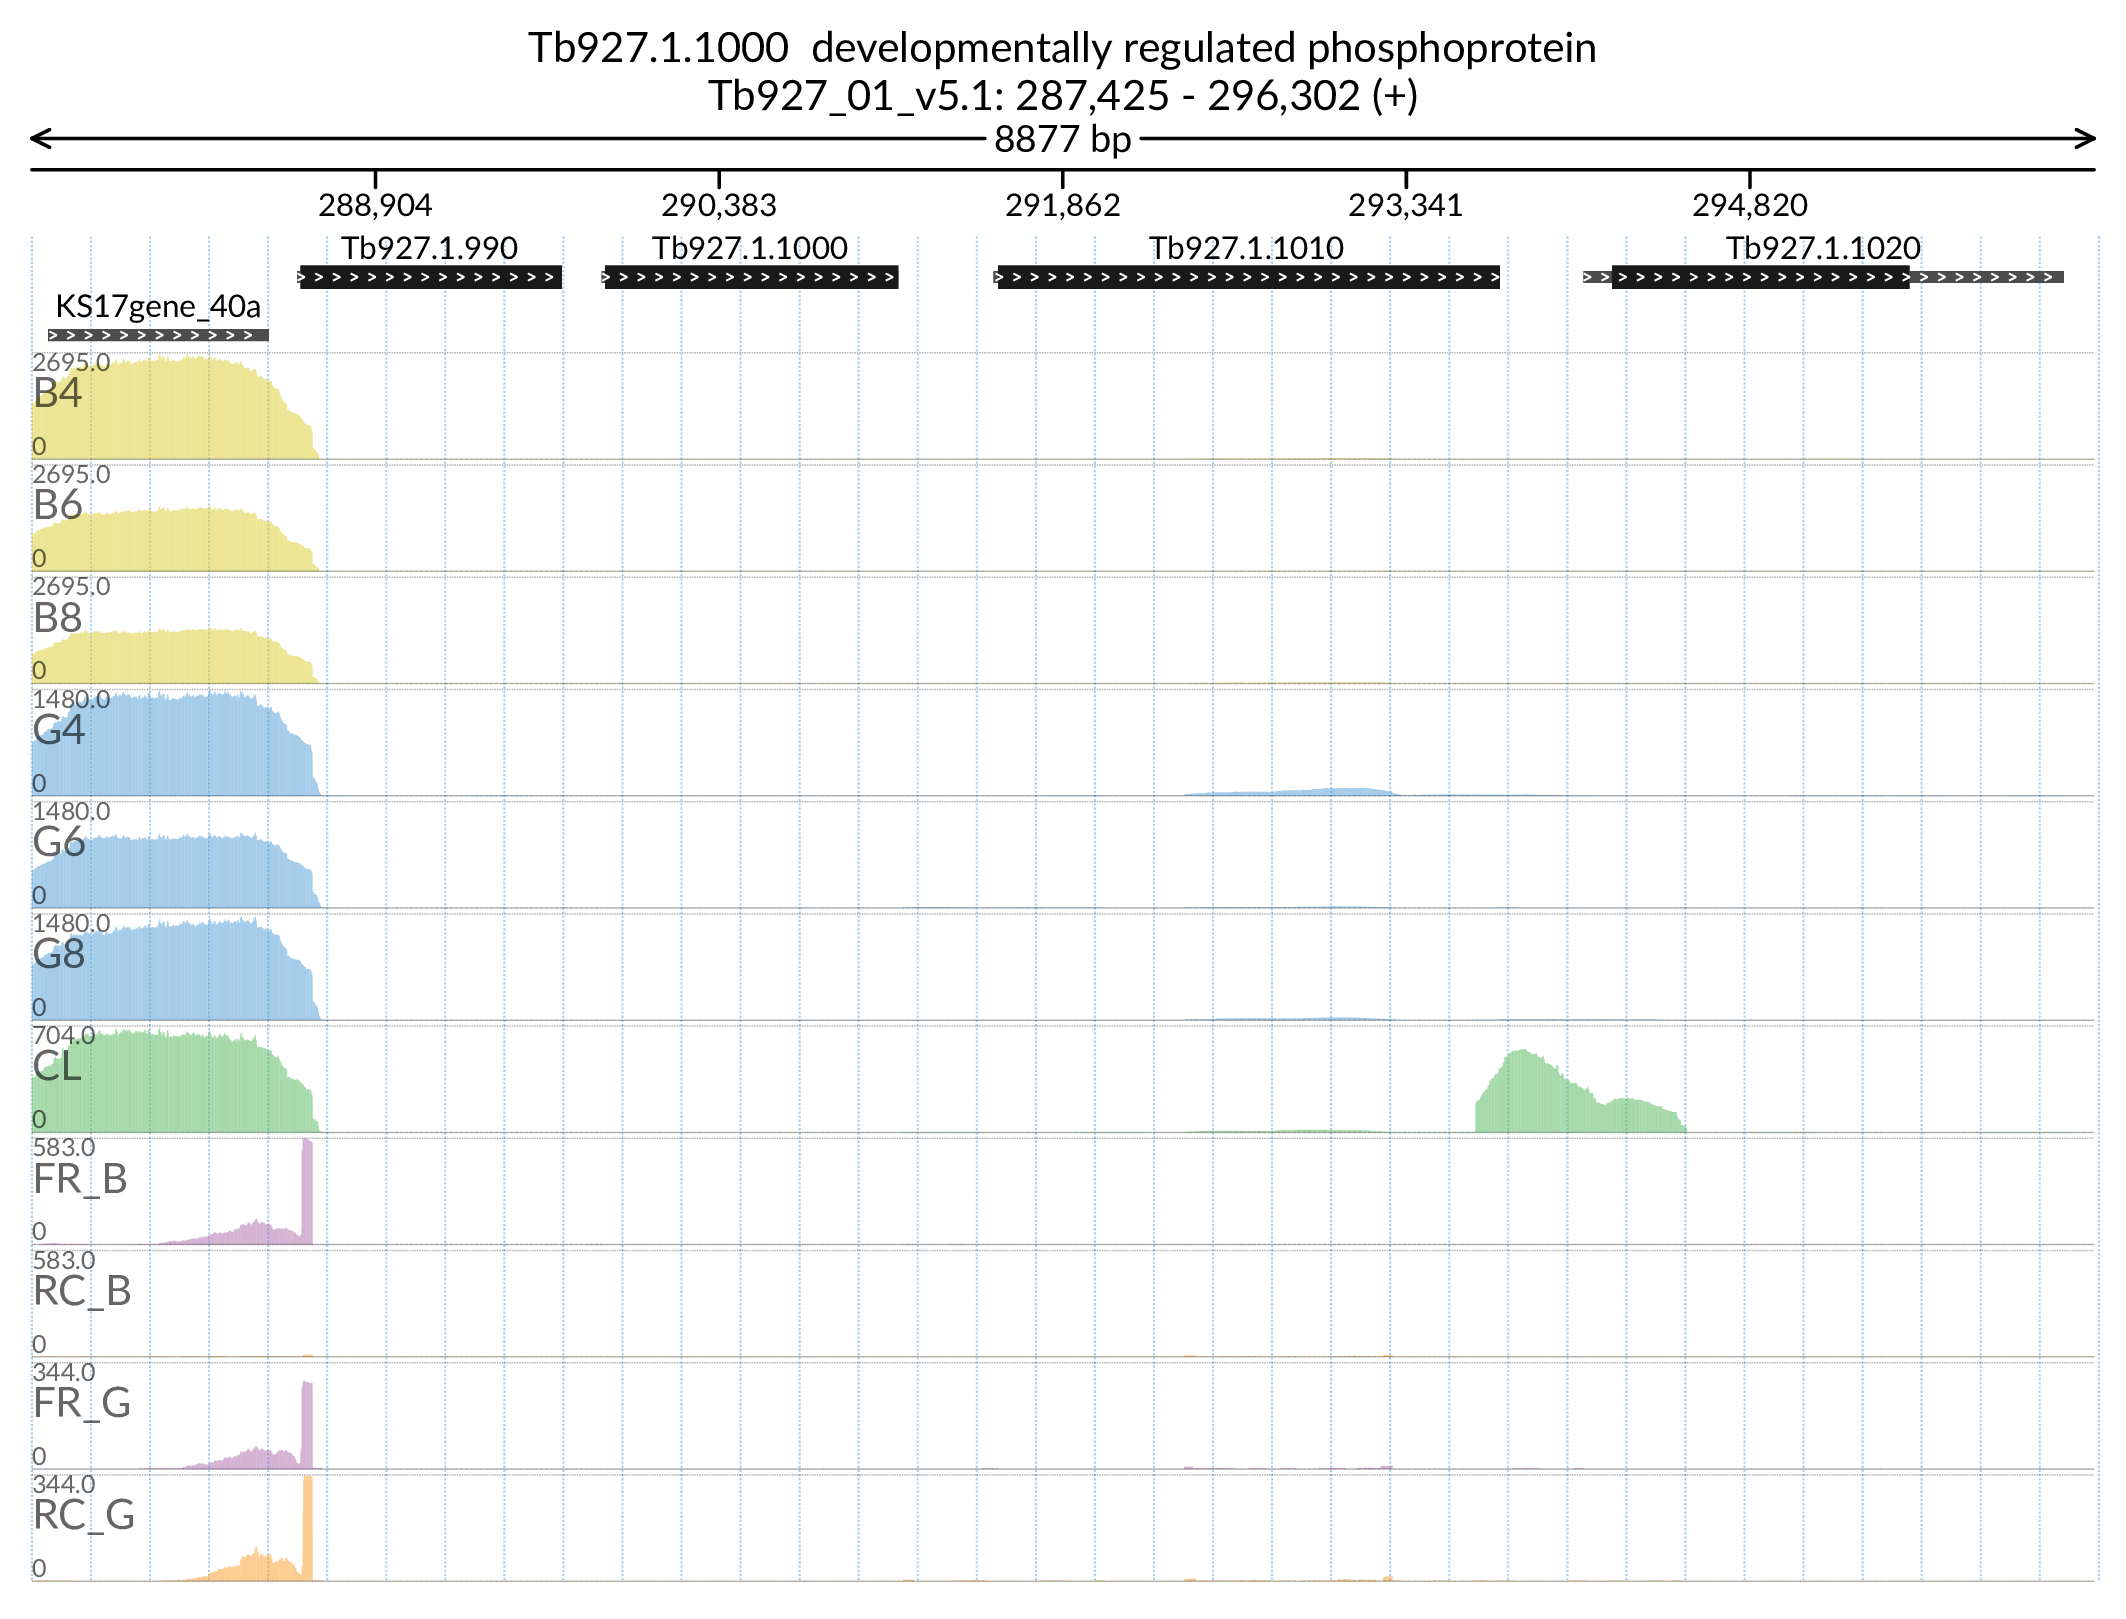 Tb927.1.1000  developmentally regulated phosphoprotein
Tb927_01_v5.1: 287,425 - 296,302 (+)
8877 bp
288,904 290,383 291,862 293,341 294,820
Tb927.1.990 Tb927.1.1000 Tb927.1.1010 Tb927.1.1020
KS17gene_40a
2695.0
B4
0
2695.0
B6
0
2695.0
B8
0
1480.0
G4
0
1480.0
G6
0
1480.0
G8
0
704.0
CL
0
583.0
FR_B
0
583.0
RC_B
0
344.0
FR_G
0
344.0
RC_G
0